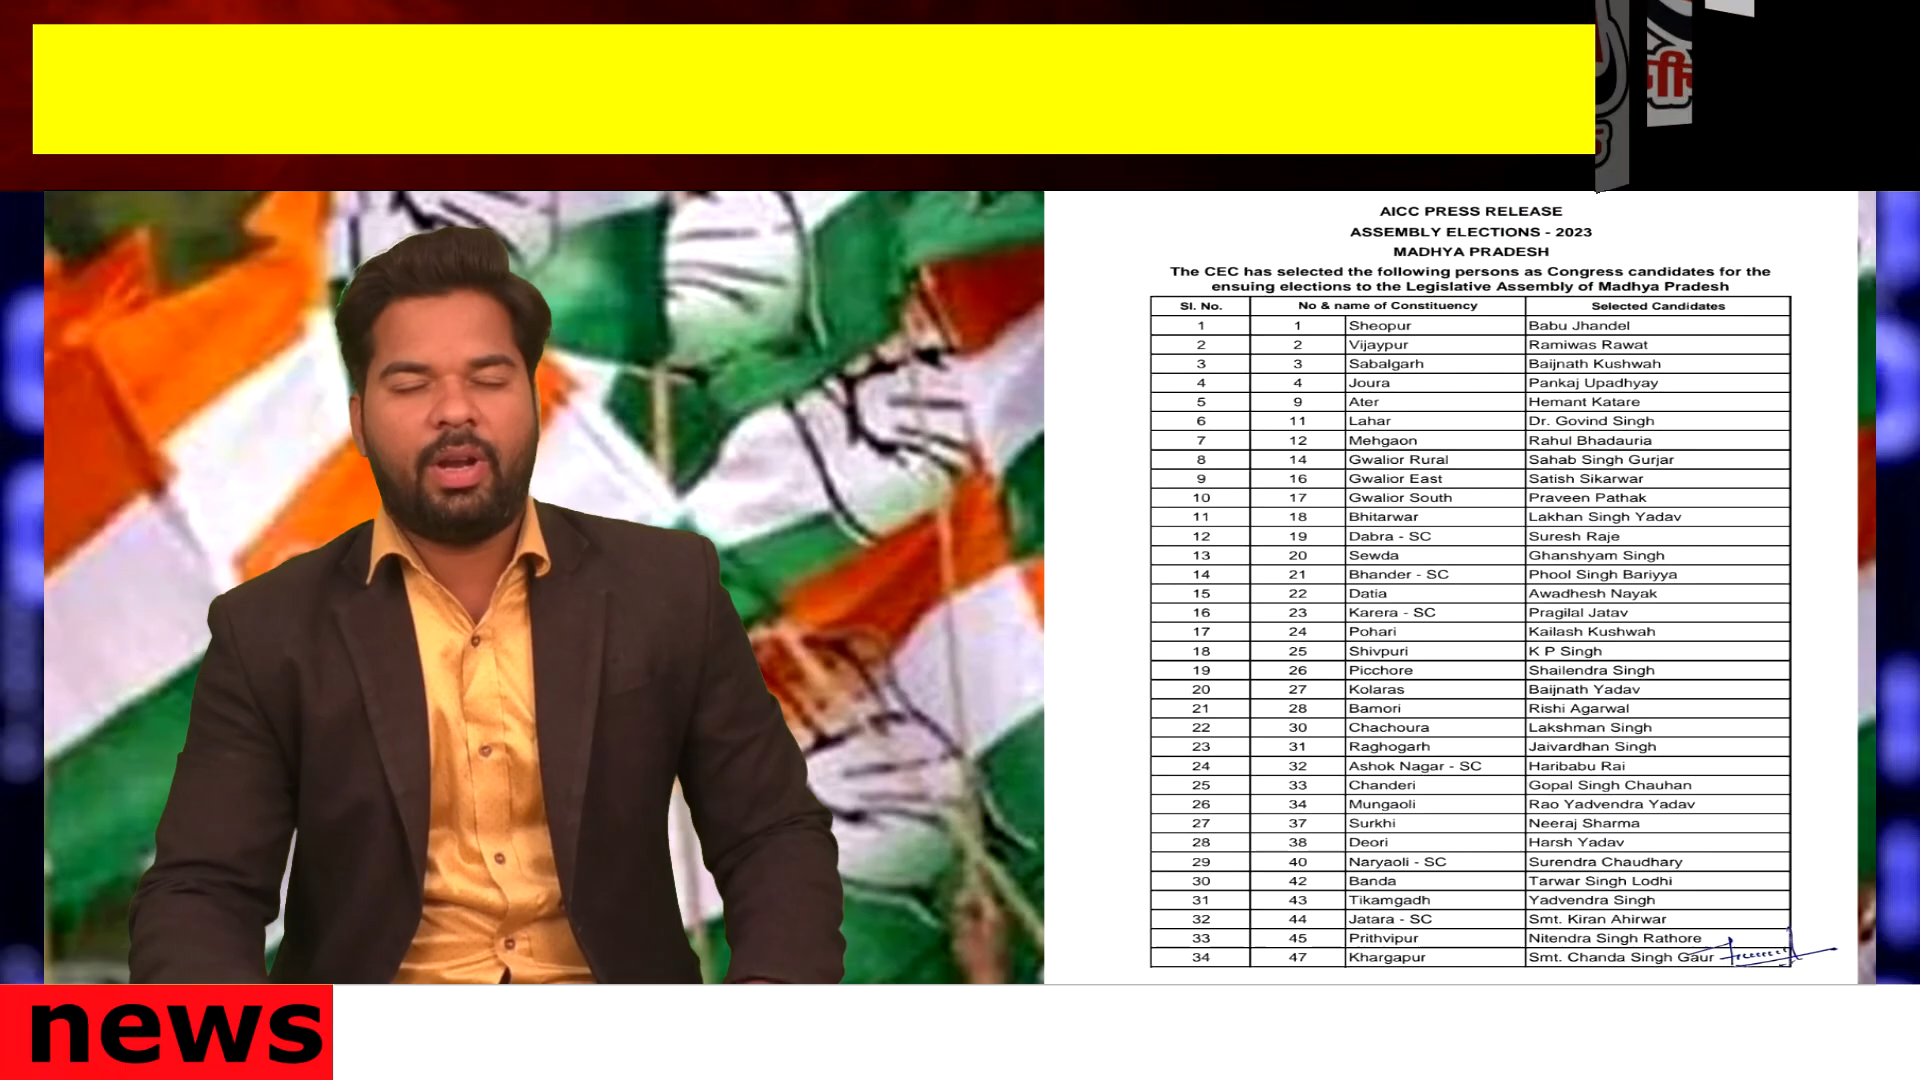 AICC PRESS RELEASE
ASSEMBLY ELECTIONS - 2023
MADHYA PRADESH
The CEC has selected the following persons as Congress candidates for the
ensuing elections to the Legislative Assembly of Madhya Pradesh
Sl. No. No & name of Constituency Selected Candidates
1 1 Sheopur Babu Jhandel
2 2 Vijaypur Ramiwas Rawat
3 3 Sabalgarh Baijnath Kushwah
4 4 Joura Pankaj Upadhyay
5 9 Ater Hemant Katare
6 11 Lahar Dr. Govind Singh
7 12 Mehgaon Rahul Bhadauria
8 14 Gwalior Rural Sahab Singh Gurjar
9 16 Gwalior East Satish Sikarwar
10 17 Gwalior South Praveen Pathak
11 18 Bhitarwar Lakhan Singh Yadav
12 19 Dabra - SC Suresh Raje
13 20 Sewda Ghanshyam Singh
14 21 Bhander - SC Phool Singh Bariyya
15 22 Datia Awadhesh Nayak
16 23 Karera - SC Pragilal Jatav
17 24 Pohari Kailash Kushwah
18 25 Shivpuri K P Singh
19 26 Picchore Shailendra Singh
20 27 Kolaras Baijnath Yadav
21 28 Bamori Rishi Agarwal
22 30 Chachoura Lakshman Singh
23 31 Raghogarh Jaivardhan Singh
24 32 Ashok Nagar - SC Haribabu Rai
25 33 Chanderi Gopal Singh Chauhan
26 34 Mungaoli Rao Yadvendra Yadav
27 37 Surkhi Neeraj Sharma
28 38 Deori Harsh Yadav
29 40 Naryaoli - SC Surendra Chaudhary
30 42 Banda Tarwar Singh Lodhi
31 43 Tikamgadh Yadvendra Singh
32 44 Jatara - SC Smt. Kiran Ahirwar
33 45 Prithvipur Nitendra Singh Rathore
34 47 Khargapur Smt. Chanda Singh Gaur
news